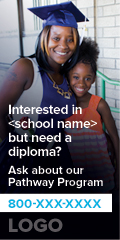 Interested in
<school name>
but need a
diploma?
Ask about our
Pathway Program
800-XXX-XXXX
LOGO